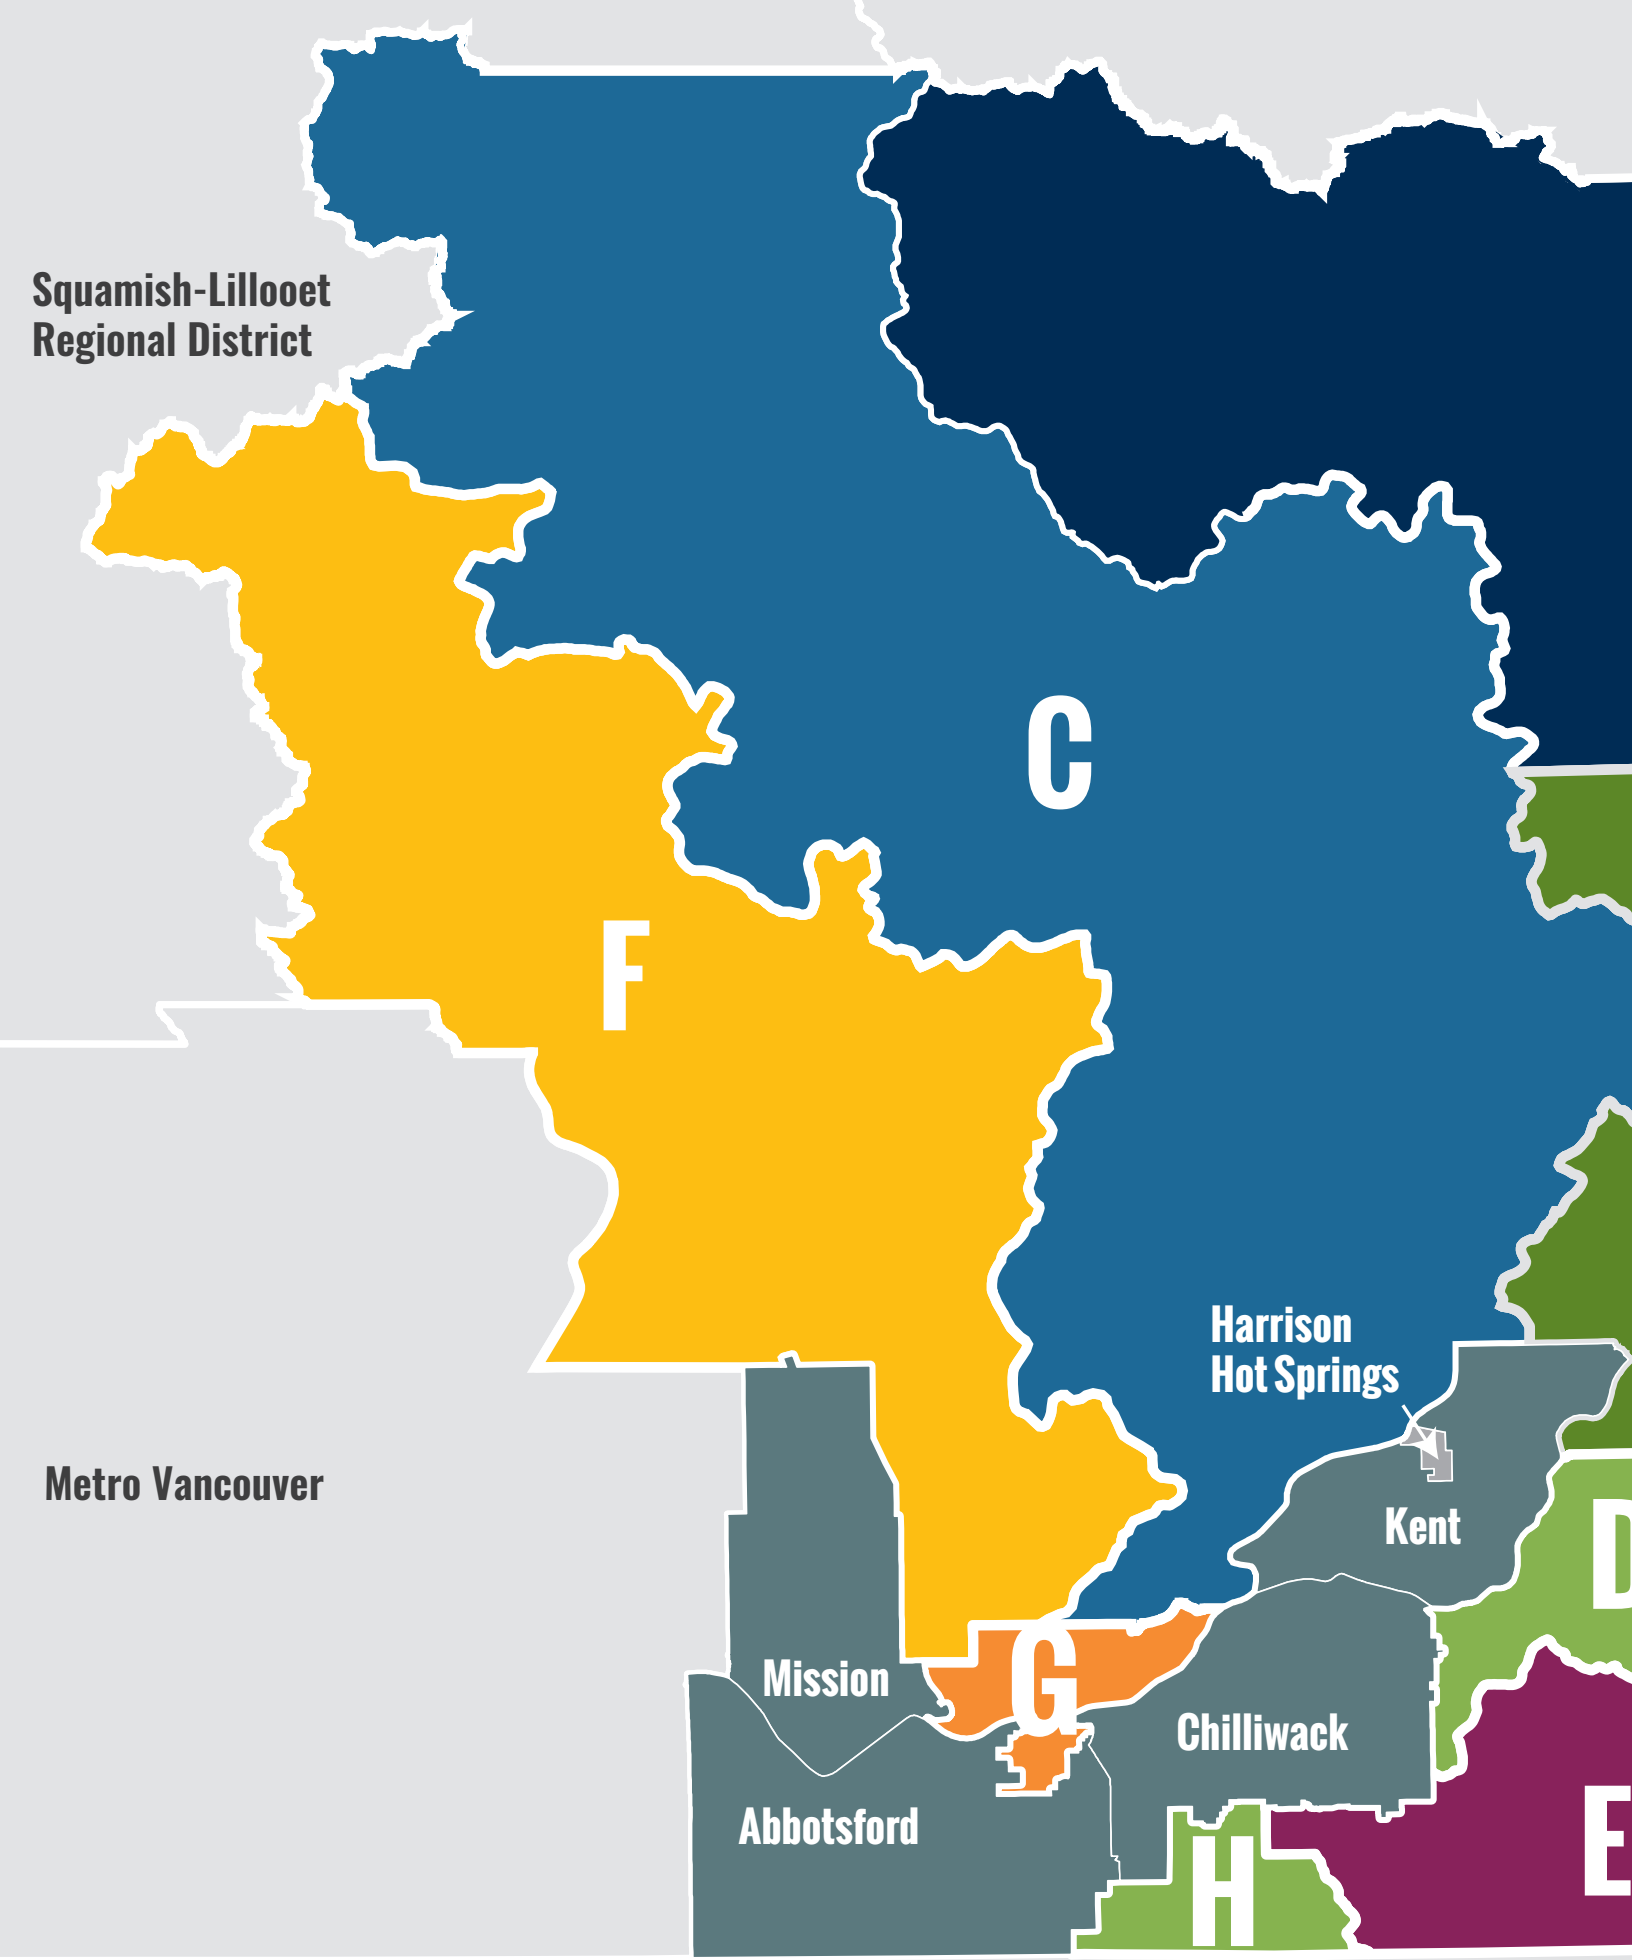 Squamish-Lillooet
Regional District
C
F
Harrison
Hot Springs
Metro Vancouver
Kent
D
G
Mission
Chilliwack
Abbotsford
E
H